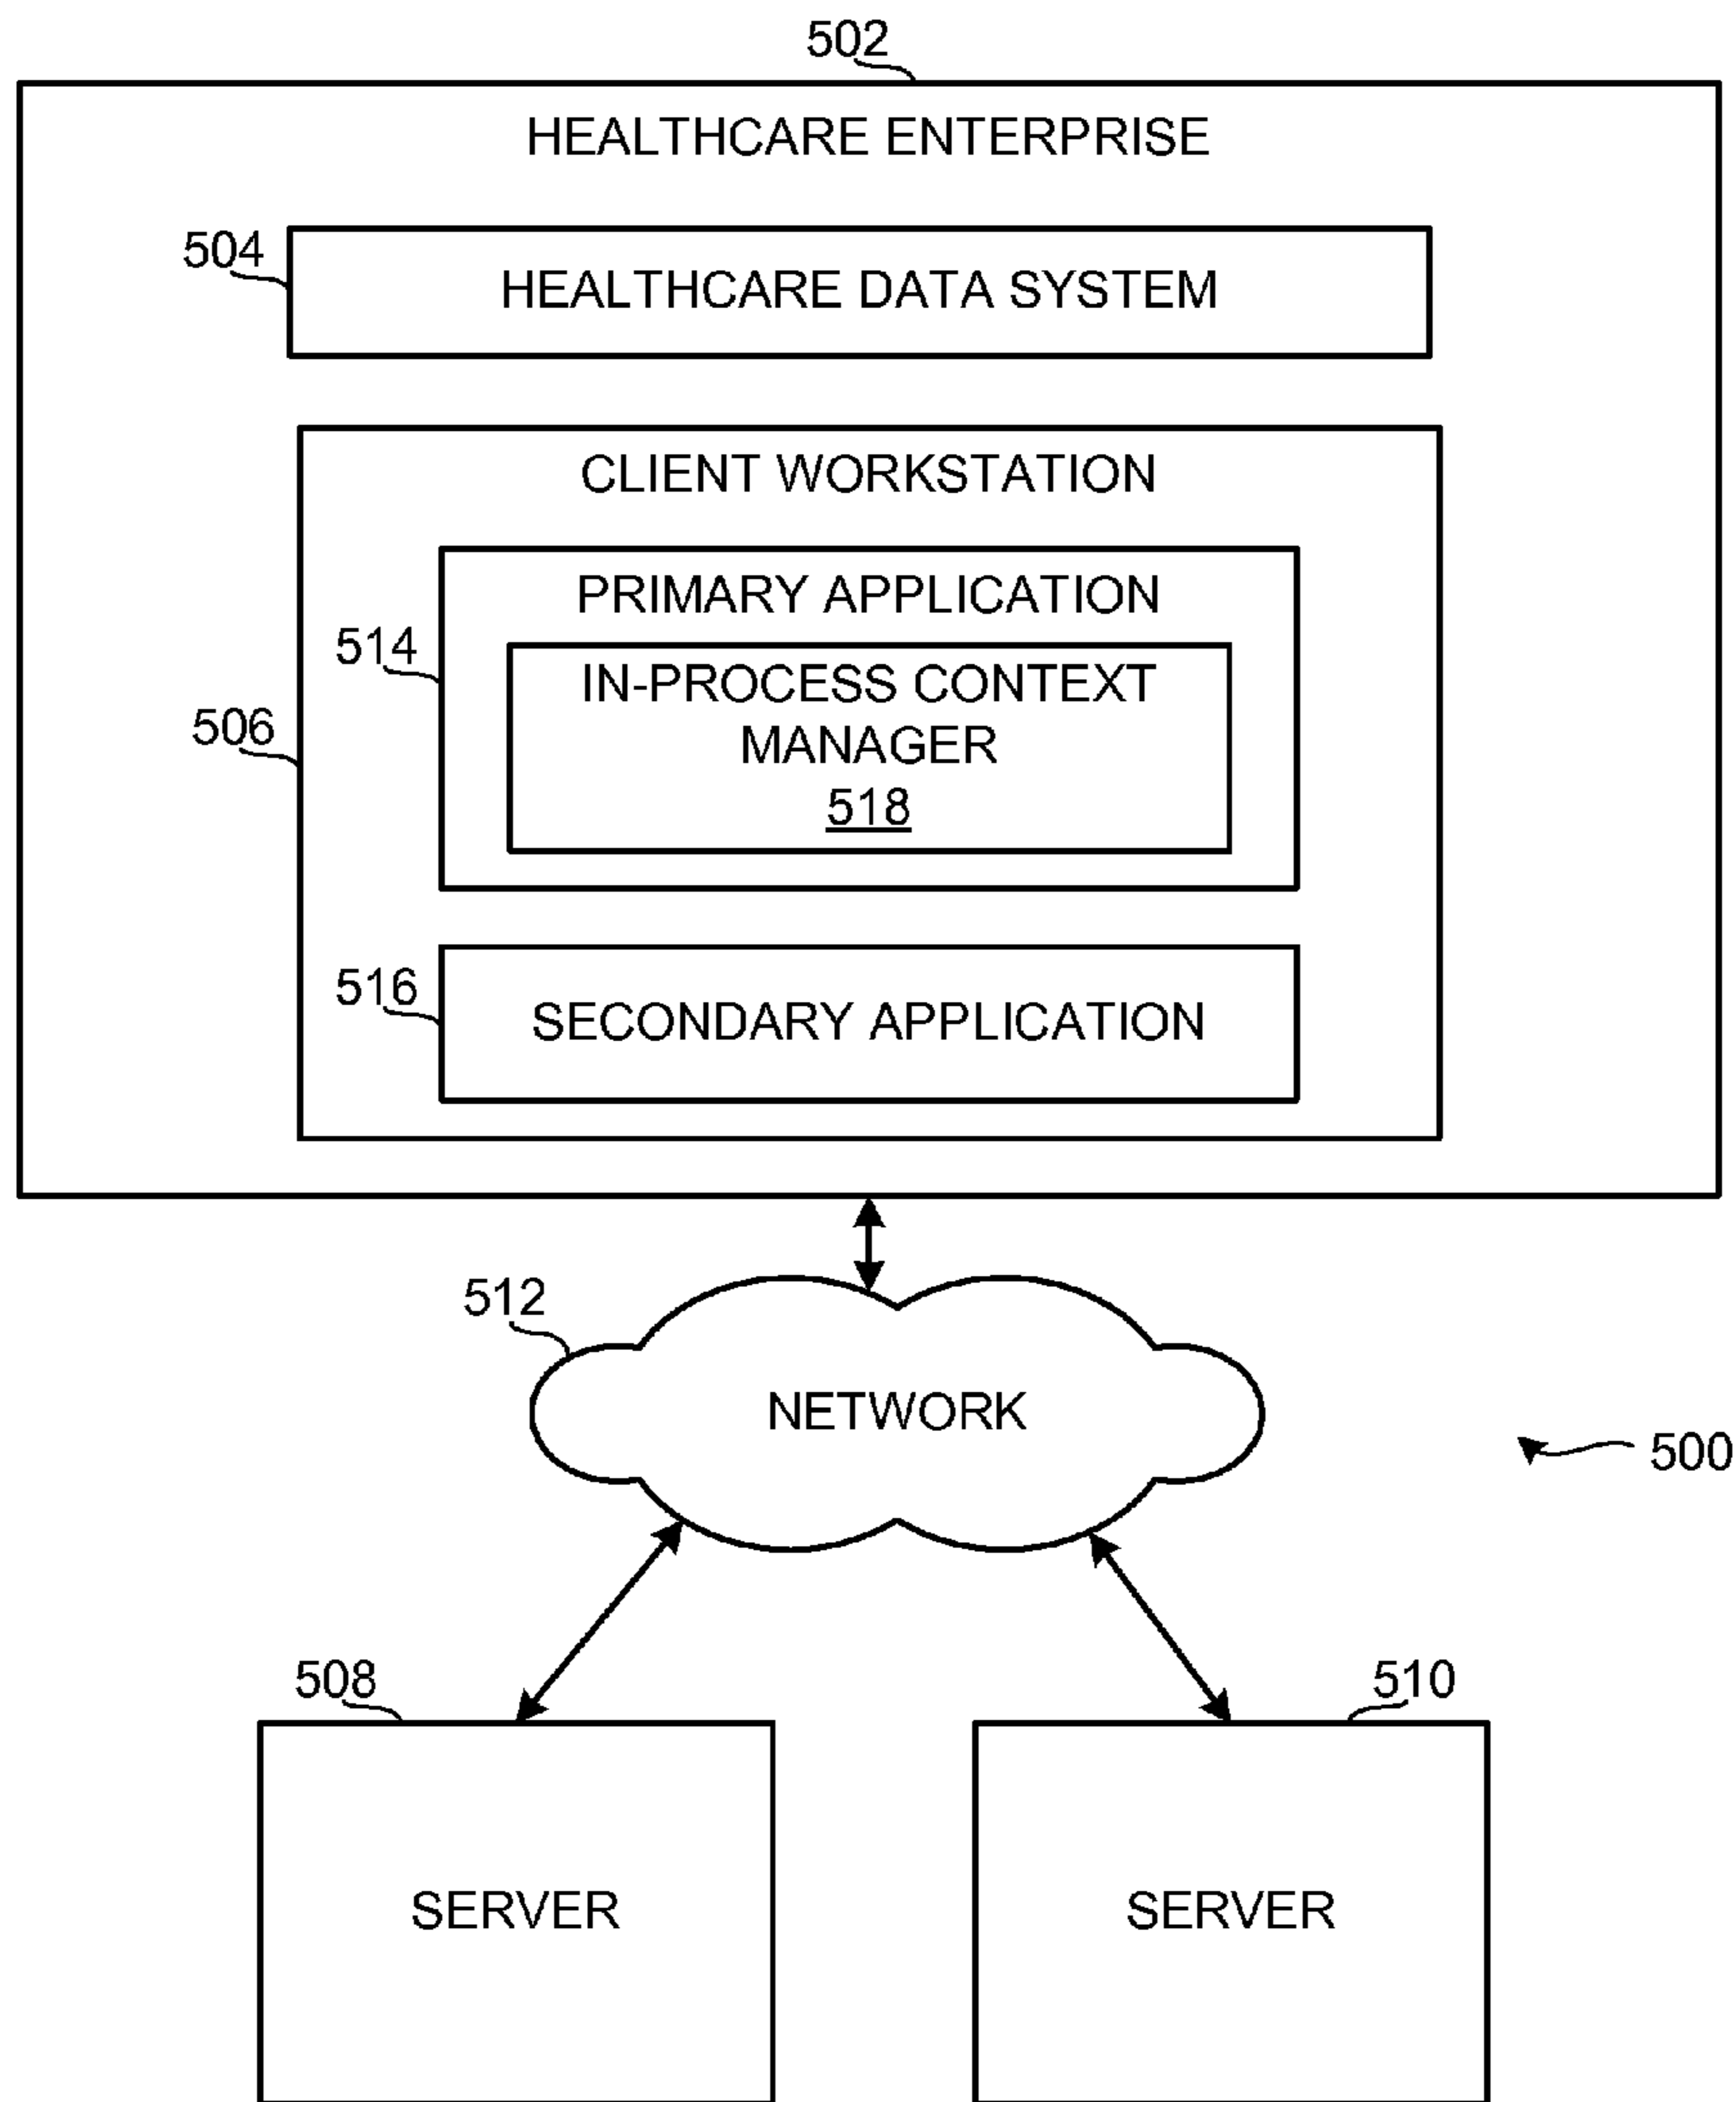 502
HEALTHCARE ENTERPRISE
504
HEALTHCARE DATA SYSTEM
CLIENT WORKSTATION
PRIMARY APPLICATION
514
IN-PROCESS CONTEXT
MANAGER
506
518
516
SECONDARY APPLICATION
512
NETWORK
500
508
510
SERVER
SERVER